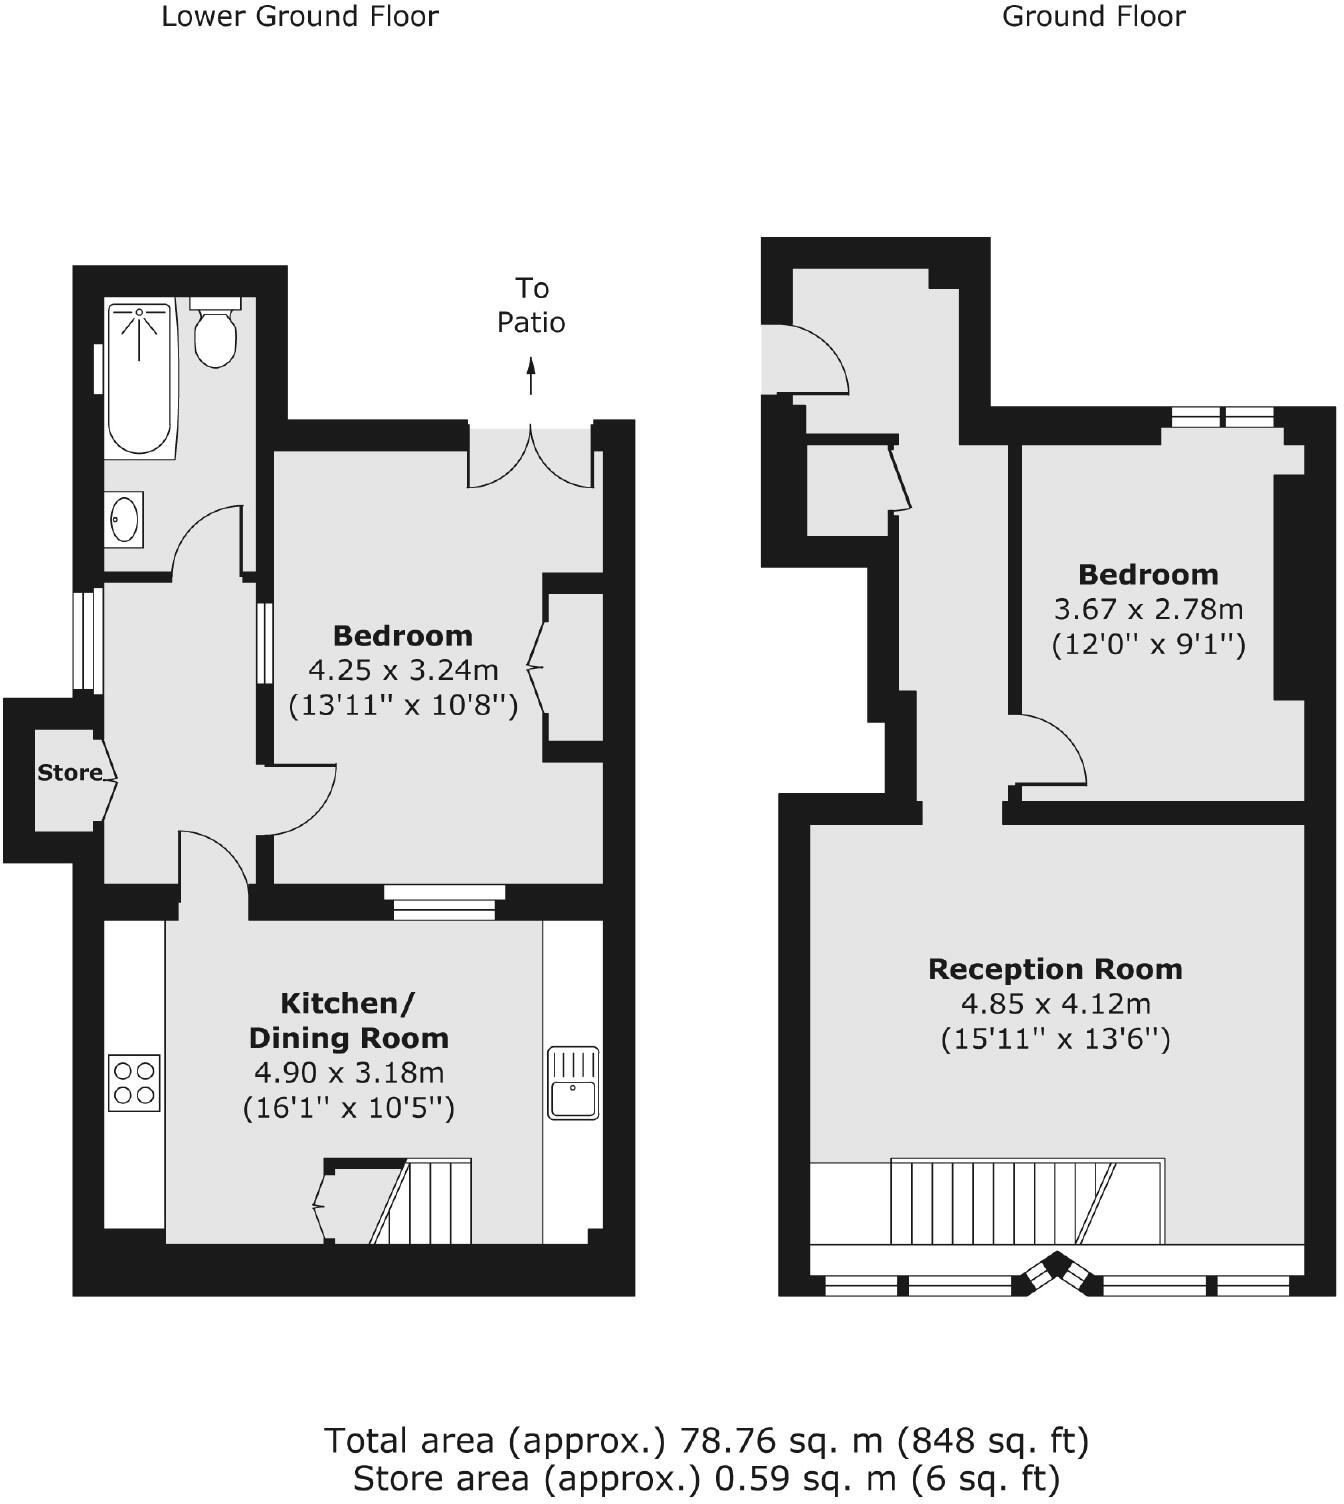 Lower Ground Floor
Ground Floor
To
Patio
Bedroom
4.25 x 3.24m
(13'11" x 10'8")
Store
Kitchen/
Dining Room
4.90 x 3.18m
(16'1" x 10'5")
Bedroom
3.67 x 2.78m
(12'0" x 9'1")
Reception Room
4.85 x 4.12m
(15'11" x 13'6")
Total area (approx.) 78.76 sq. m (848 sq. ft)
Store area (approx.) 0.59 sq. m (6 sq. ft)